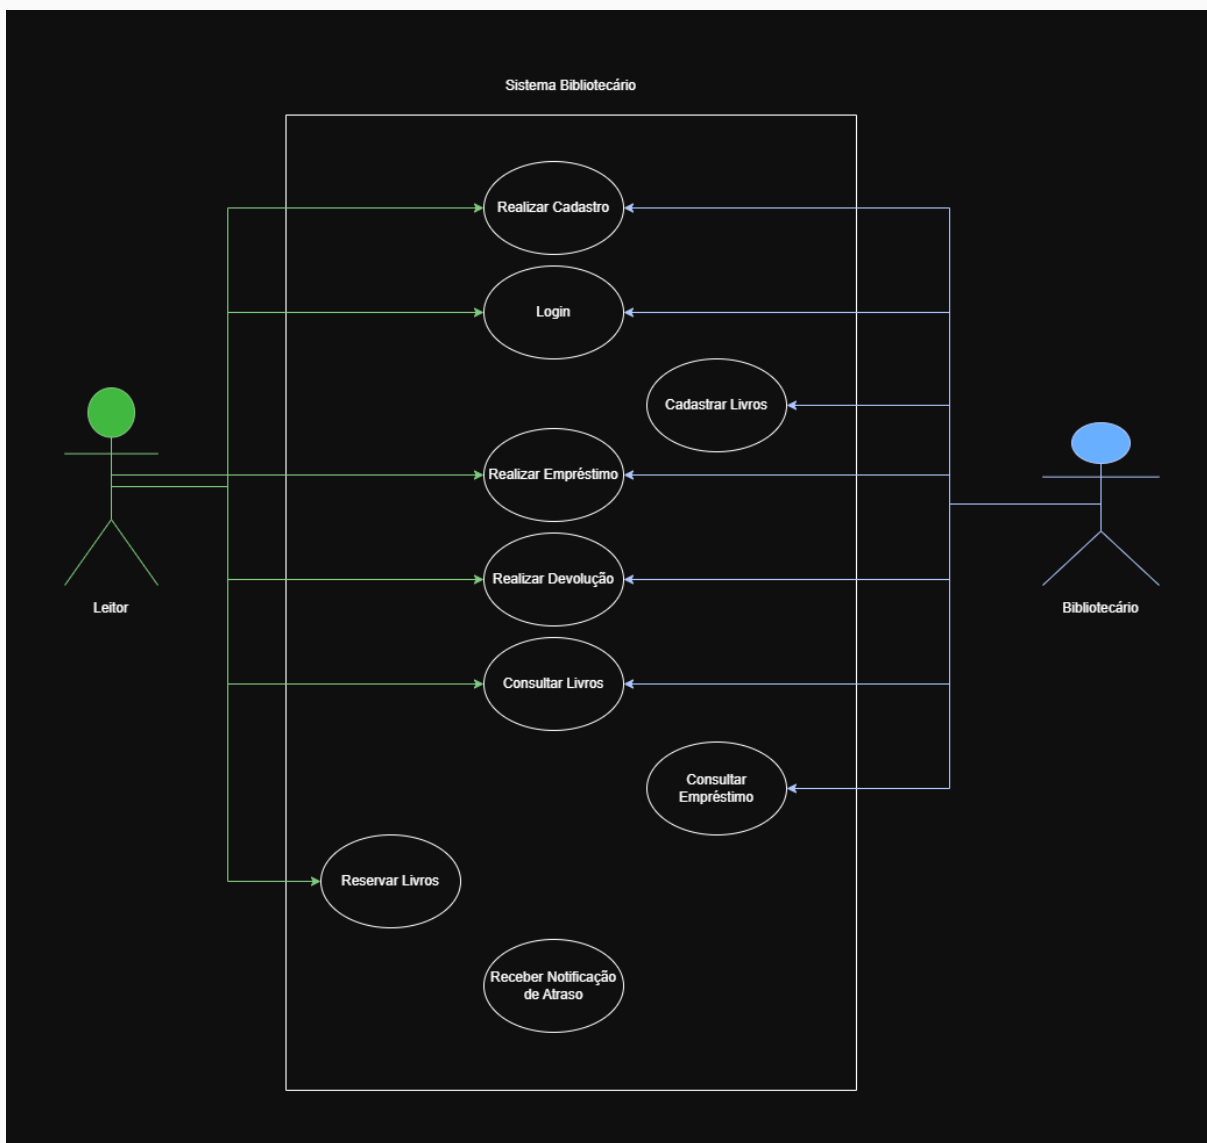 Sistema Bibliotecário
Realizar Cadastro
Login
Cadastrar Livros
Realizar Empréstimo
Realizar Devolução
Leitor
Bibliotecário
Consultar Livros
Consultar
Empréstimo
Reservar Livros
Receber Notificação
de Atraso